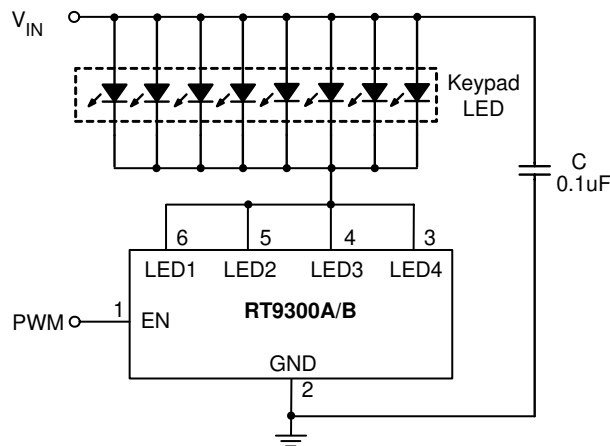 VIN
Keypad
LED
C
0.1uF
6 5 4 3
LED1 LED2 LED3 LED4
RT9300A/B
PWM 1 EN
GND
2